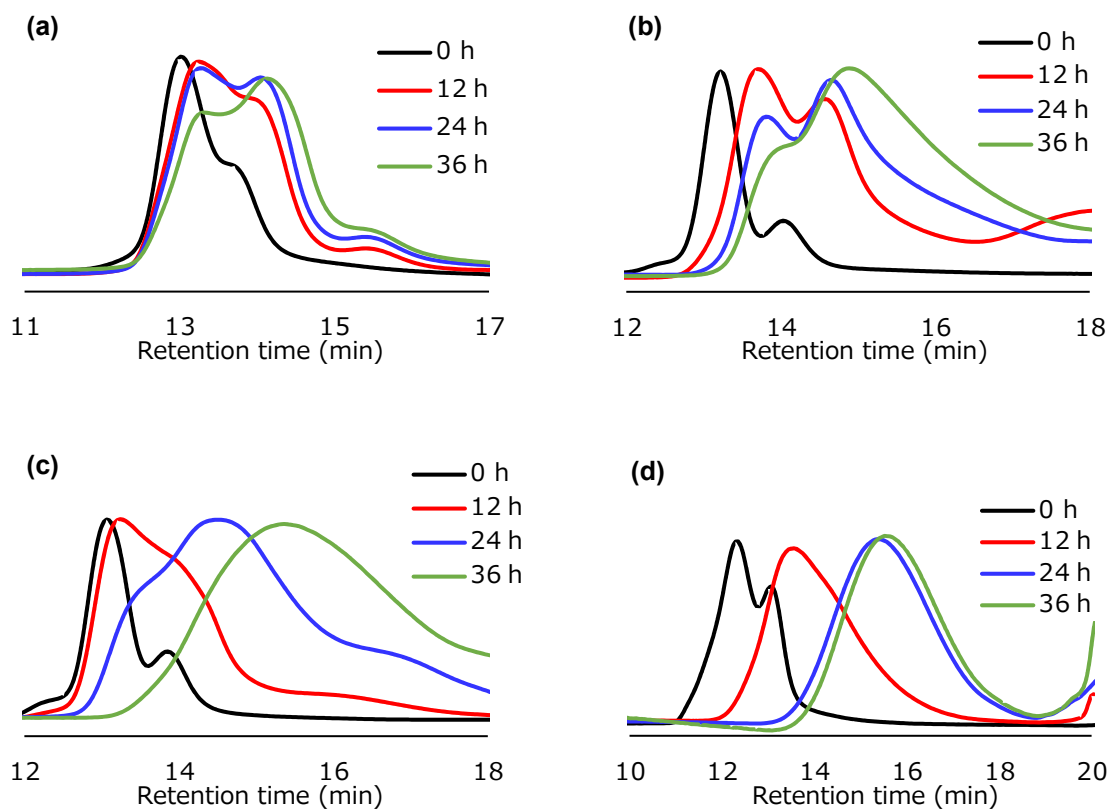 (a)
0 h
12 h
24 h
36 h
11 13 15 17
Retention time (min)
(b)
0 h
12 h
24 h
36 h
12 14 16 18
Retention time (min)
(c)
0 h
12 h
24 h
36 h
12 14 16 18
Retention time (min)
(d)
0 h
12 h
24 h
36 h
10 12 14 16 18 20
Retention time (min)